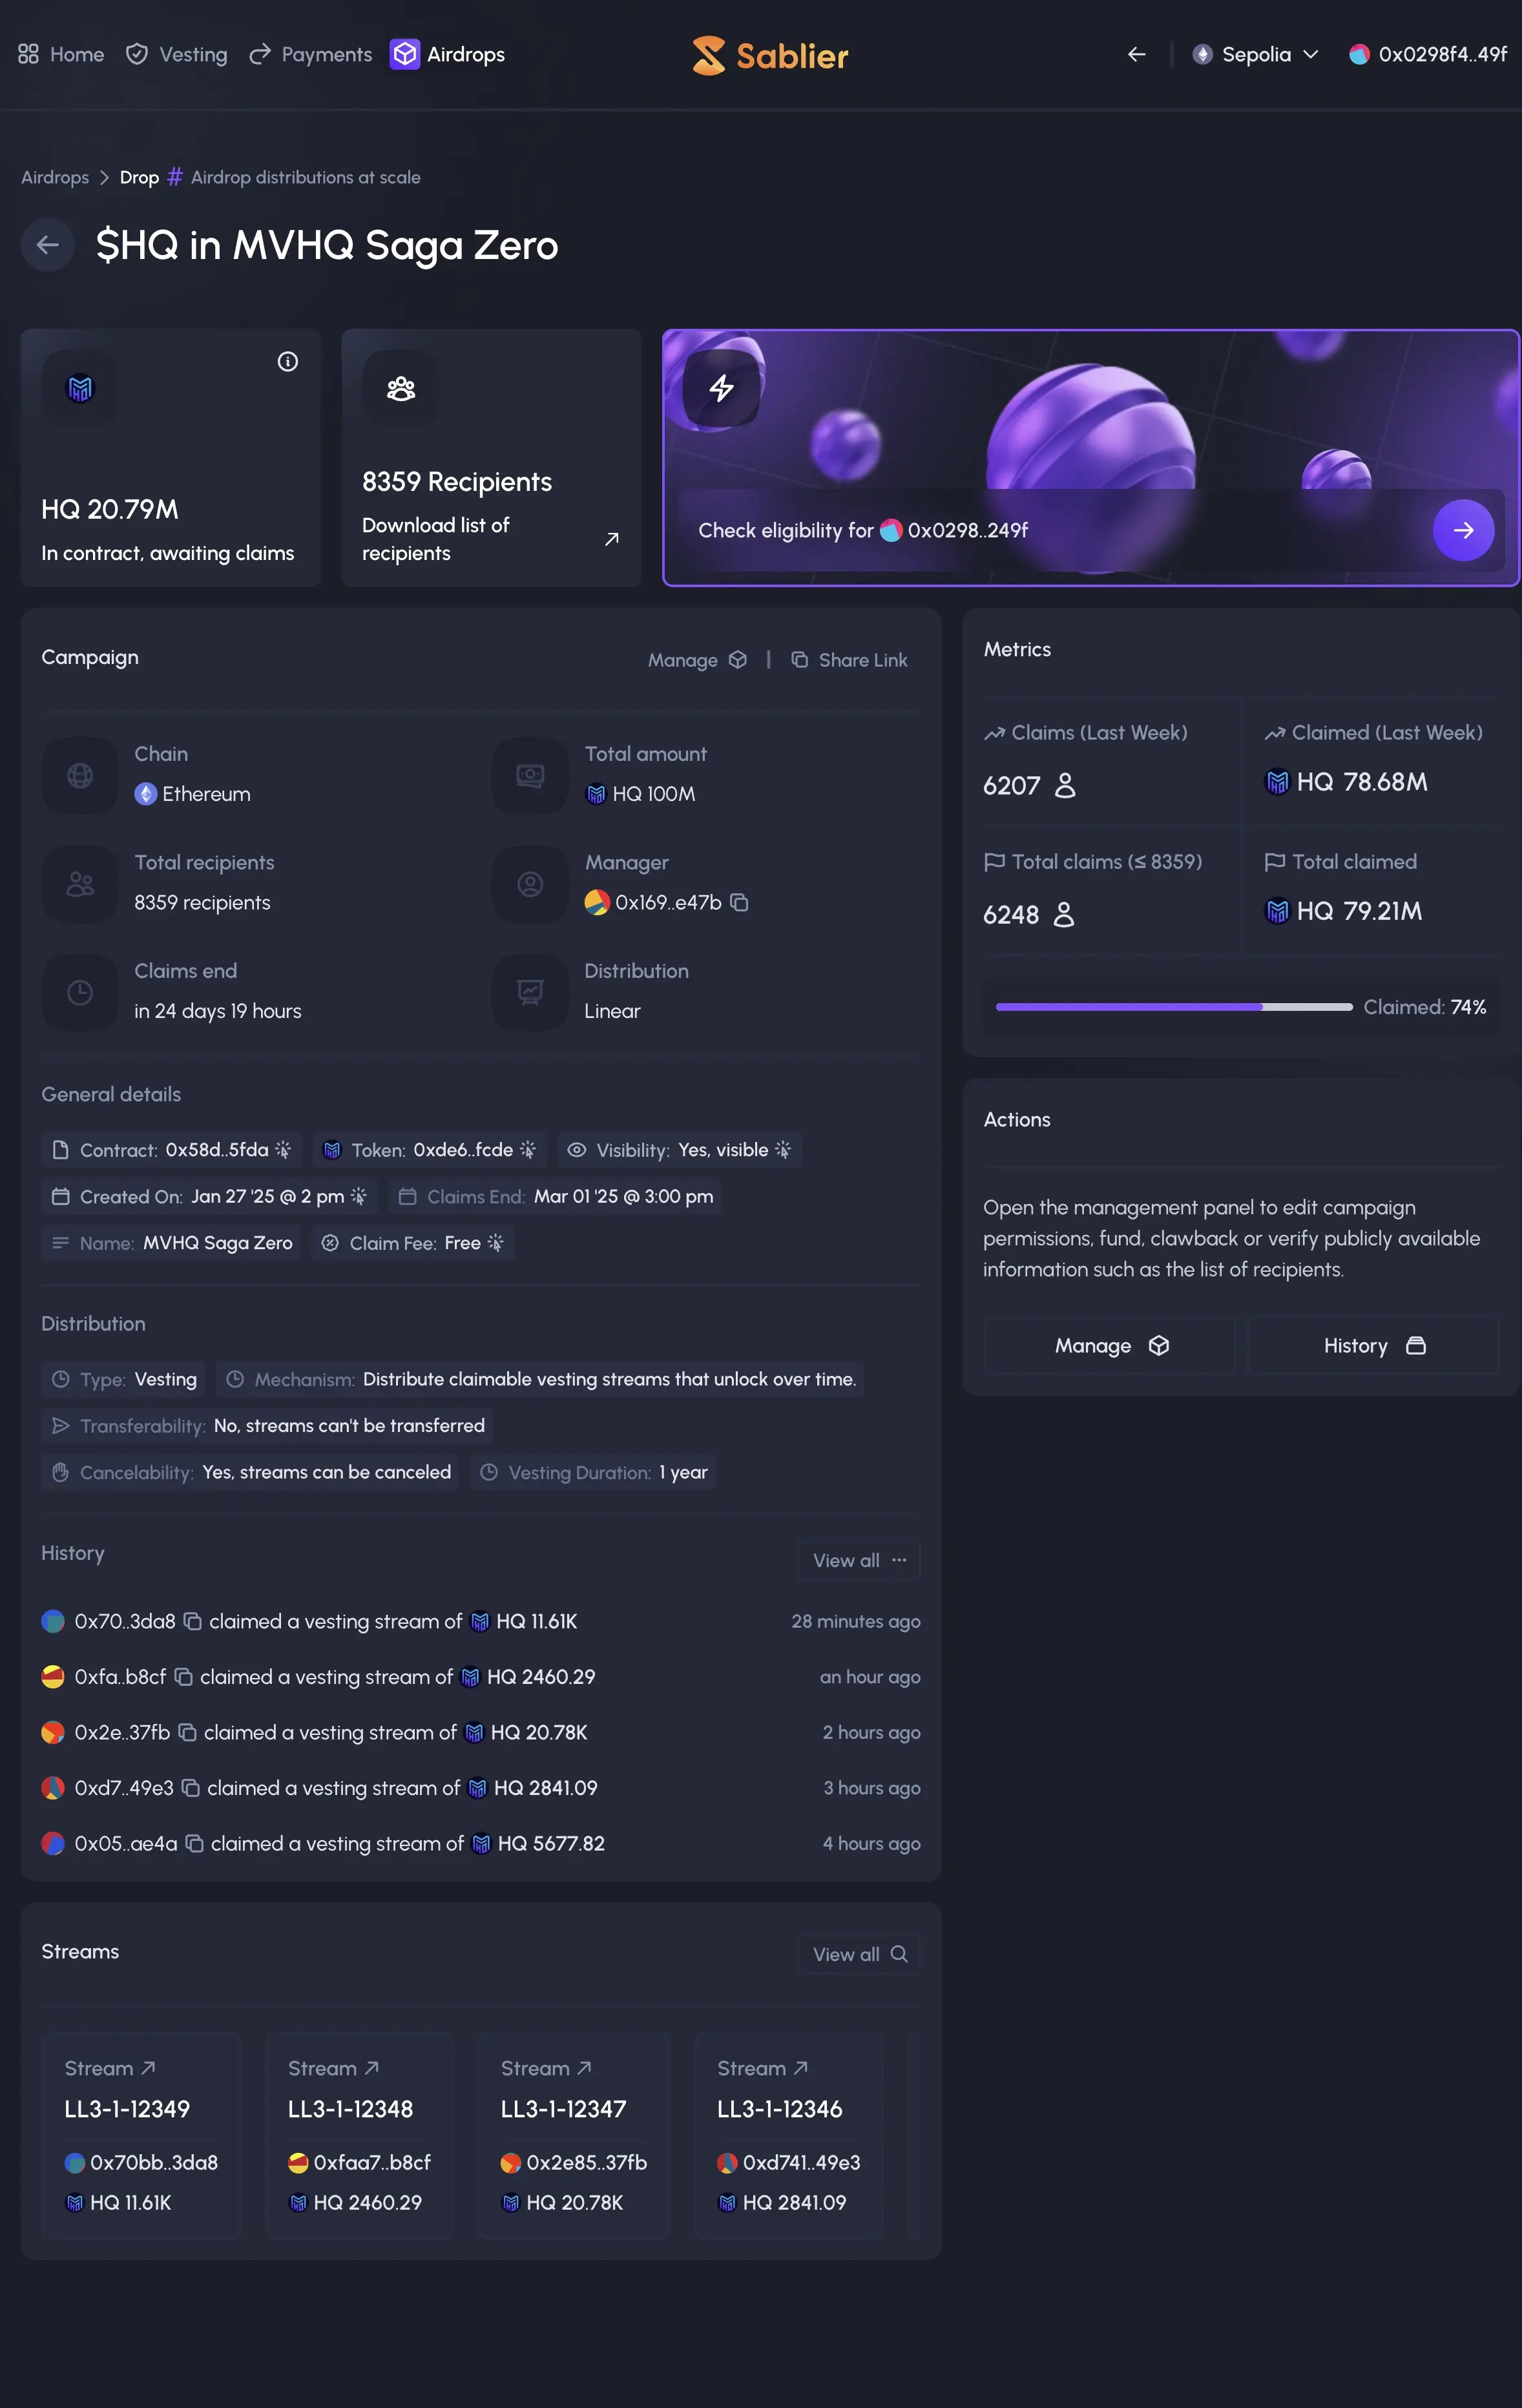 Home Vesting Payments Airdrops Sablier Sepolia 0x0298f4..49f
Airdrops > Drop # Airdrop distributions at scale
$HQ in MVHQ Saga Zero
HQ 20.79M
In contract, awaiting claims
8359 Recipients
Download list of
recipients
Check eligibility for 0x0298..249f
Campaign
Manage | Share Link
Chain
Ethereum
Total amount
HQ 100M
Total recipients
8359 recipients
Manager
0x169..e47b
Claims end
in 24 days 19 hours
Distribution
Linear
General details
Contract: 0x58d..5fda Token: 0xde6..fcde Visibility: Yes, visible
Created On: Jan 27 '25 @ 2 pm Claims End: Mar 01 '25 @ 3:00 pm
Name: MVHQ Saga Zero Claim Fee: Free
Distribution
Type: Vesting Mechanism: Distribute claimable vesting streams that unlock over time.
Transferability: No, streams can't be transferred
Cancelability: Yes, streams can be canceled Vesting Duration: 1 year
History View all ...
0x70..3da8 claimed a vesting stream of HQ 11.61K 28 minutes ago
0xfa..b8cf claimed a vesting stream of HQ 2460.29 an hour ago
0x2e..37fb claimed a vesting stream of HQ 20.78K 2 hours ago
0xd7..49e3 claimed a vesting stream of HQ 2841.09 3 hours ago
0x05..ae4a claimed a vesting stream of HQ 5677.82 4 hours ago
Metrics
Claims (Last Week)
6207
Claimed (Last Week)
HQ 78.68M
Total claims (≤ 8359)
6248
Total claimed
HQ 79.21M
Claimed: 74%
Actions
Open the management panel to edit campaign
permissions, fund, clawback or verify publicly available
information such as the list of recipients.
Manage History
Streams View all
Stream
LL3-1-12349
0x70bb..3da8
HQ 11.61K
Stream
LL3-1-12348
0xfaa7..b8cf
HQ 2460.29
Stream
LL3-1-12347
0x2e85..37fb
HQ 20.78K
Stream
LL3-1-12346
0xd741..49e3
HQ 2841.09